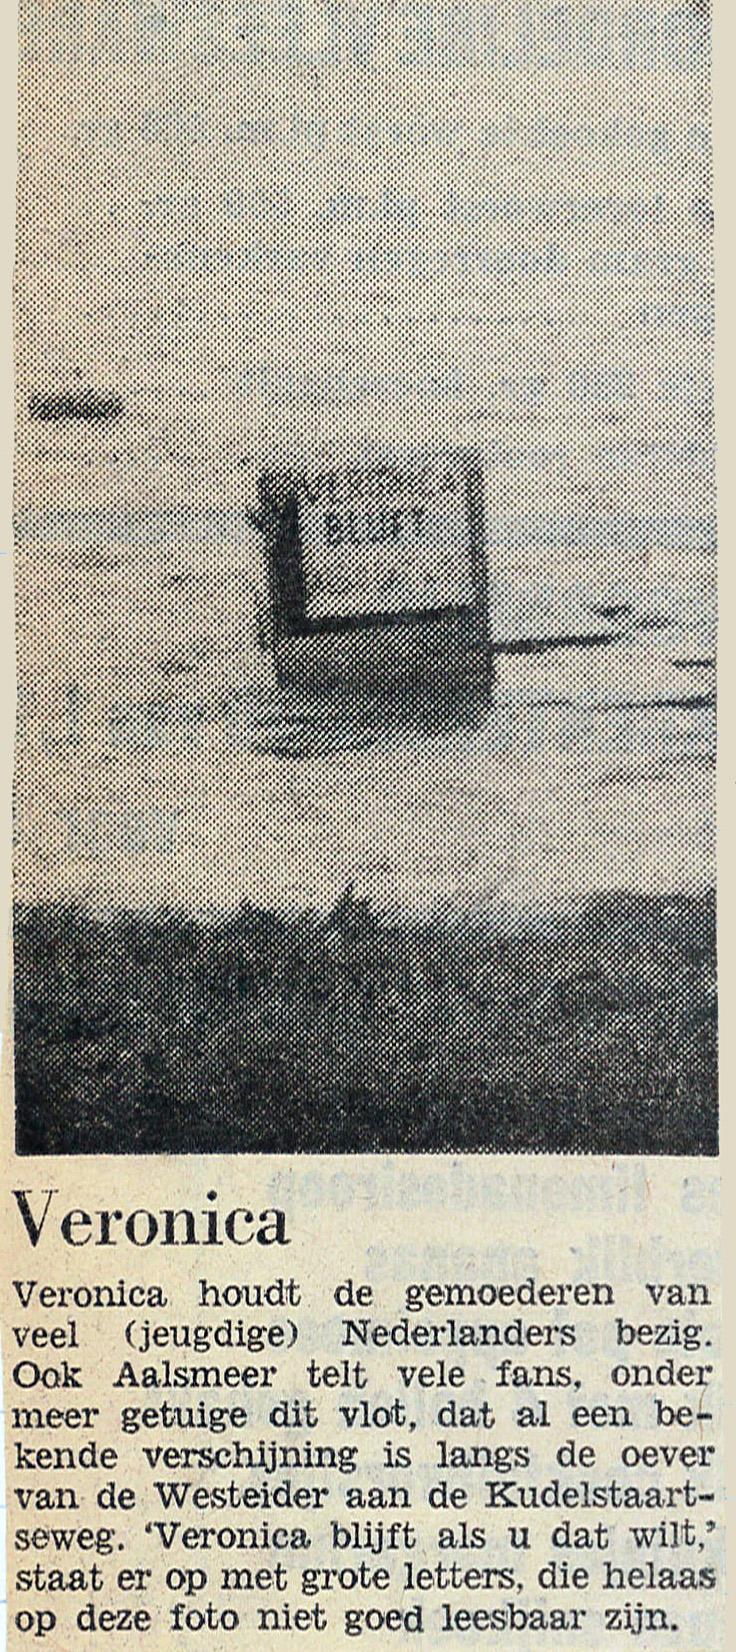 BLIJFT
Veronica
Veronica houdt de gemoederen van
veel (jeugdige) Nederlanders bezig.
Ook Aalsmeer telt vele fans, onder
meer getuige dit vlot, dat al een be-
kende verschijning is langs de oever
van de Westeider aan de Kudelstaart-
seweg. ‘Veronica blijft als u dat wilt,’
staat er op met grote letters, die helaas
op deze foto niet goed leesbaar zijn.